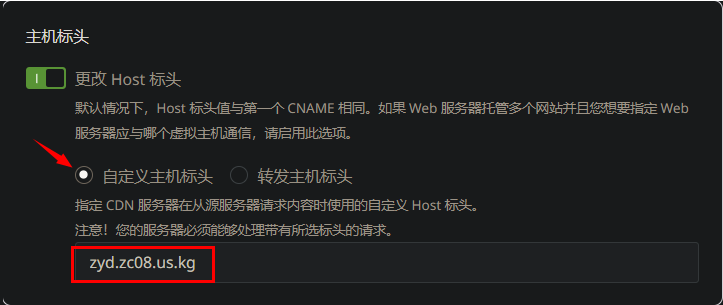 主机标头
更改 Host 标头
默认情况下，Host 标头值与第一个 CNAME 相同。如果 Web 服务器托管多个网站并且您想要指定 Web
服务器应与哪个虚拟主机通信，请启用此选项。
自定义主机标头 转发主机标头
指定 CDN 服务器在从源服务器请求内容时使用的自定义 Host 标头。
注意！您的服务器必须能够处理带有所选标头的请求。
zyd.zc08.us.kg